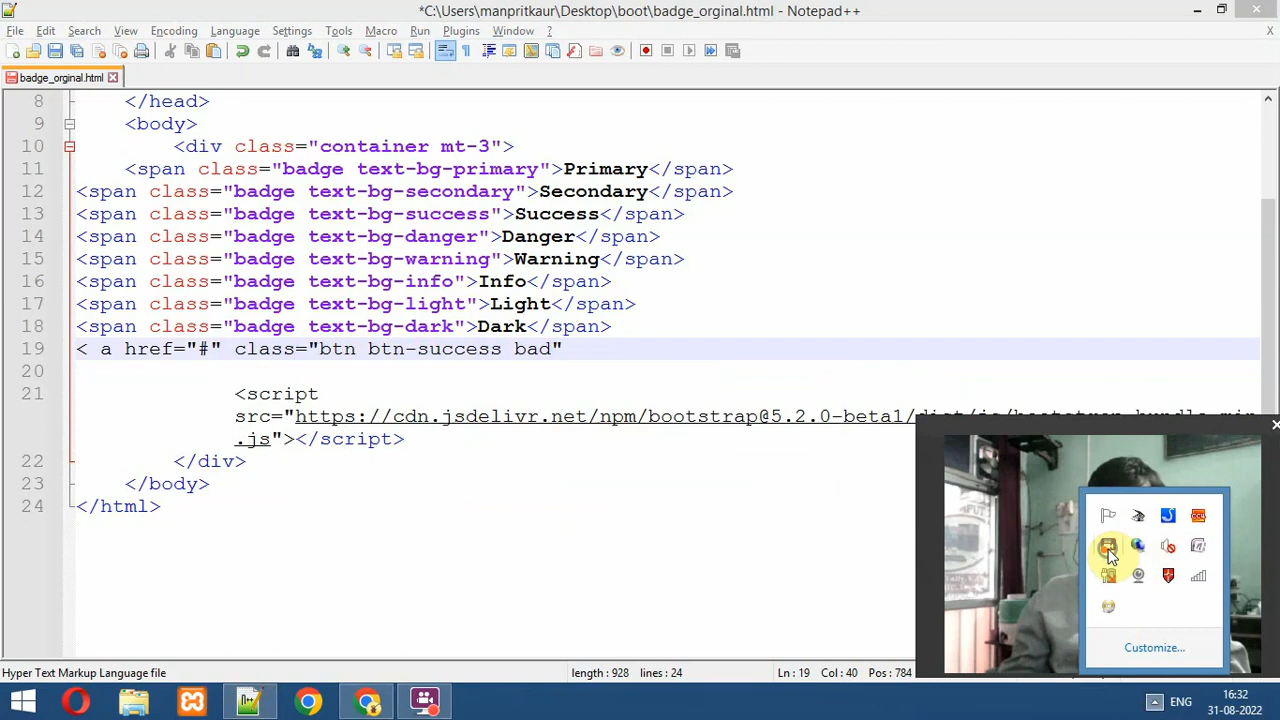 *C:\Users\manpritkaur\Desktop\boot\badge_orginal.html - Notepad++
File Edit Search View Encoding Language Settings Tools Macro Run Plugins Window ? X
badge_orginal.html
8 </head>
9 <body>
10 <div class="container mt-3">
11 <span class="badge text-bg-primary">Primary</span>
12 <span class="badge text-bg-secondary">Secondary</span>
13 <span class="badge text-bg-success">Success</span>
14 <span class="badge text-bg-danger">Danger</span>
15 <span class="badge text-bg-warning">Warning</span>
16 <span class="badge text-bg-info">Info</span>
17 <span class="badge text-bg-light">Light</span>
18 <span class="badge text-bg-dark">Dark</span>
19 < a href="#" class="btn btn-success bad"
20
21 <script
src="https://cdn.jsdelivr.net/npm/bootstrap@5.2.0-beta1/
.js"></script>
22 </div>
23 </body>
24 </html>
CCL
Customize...
Hyper Text Markup Language file length : 928 lines : 24 Ln : 19 Col : 40 Pos : 784
ENG 16:32
31-08-2022